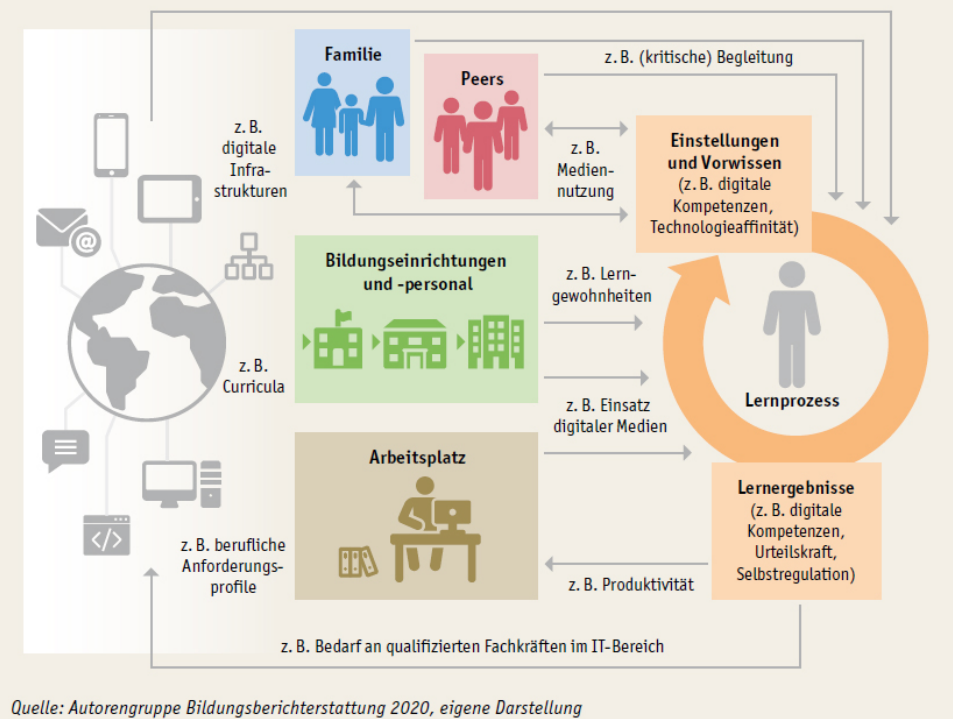 Familie
Peers
z. B. (kritische) Begleitung
z. B.
digitale
Infra-
strukturen
z. B.
Medien-
nutzung
Einstellungen
und Vorwissen
(z. B. digitale
Kompetenzen,
Technologieaffinität)
@
Bildungseinrichtungen
und -personal
z. B. Lern-
gewohnheiten
z. B.
Curricula
z. B. Einsatz
digitaler Medien
Lernprozess
Arbeitsplatz
Lernergebnisse
(z. B. digitale
Kompetenzen,
Urteilskraft,
Selbstregulation)
</>
z. B. berufliche
Anforderungs-
profile
z. B. Produktivität
z. B. Bedarf an qualifizierten Fachkräften im IT-Bereich
Quelle: Autorengruppe Bildungsberichterstattung 2020, eigene Darstellung